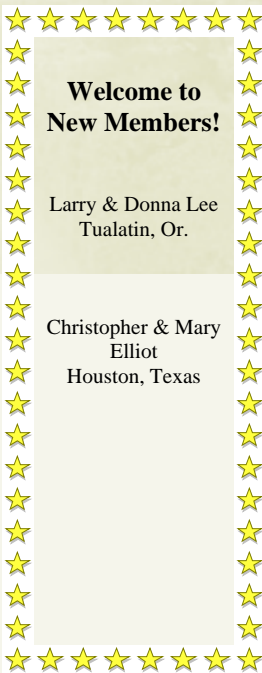 Welcome to
New Members!
Larry & Donna Lee
Tualatin, Or.
Christopher & Mary
Elliot
Houston, Texas